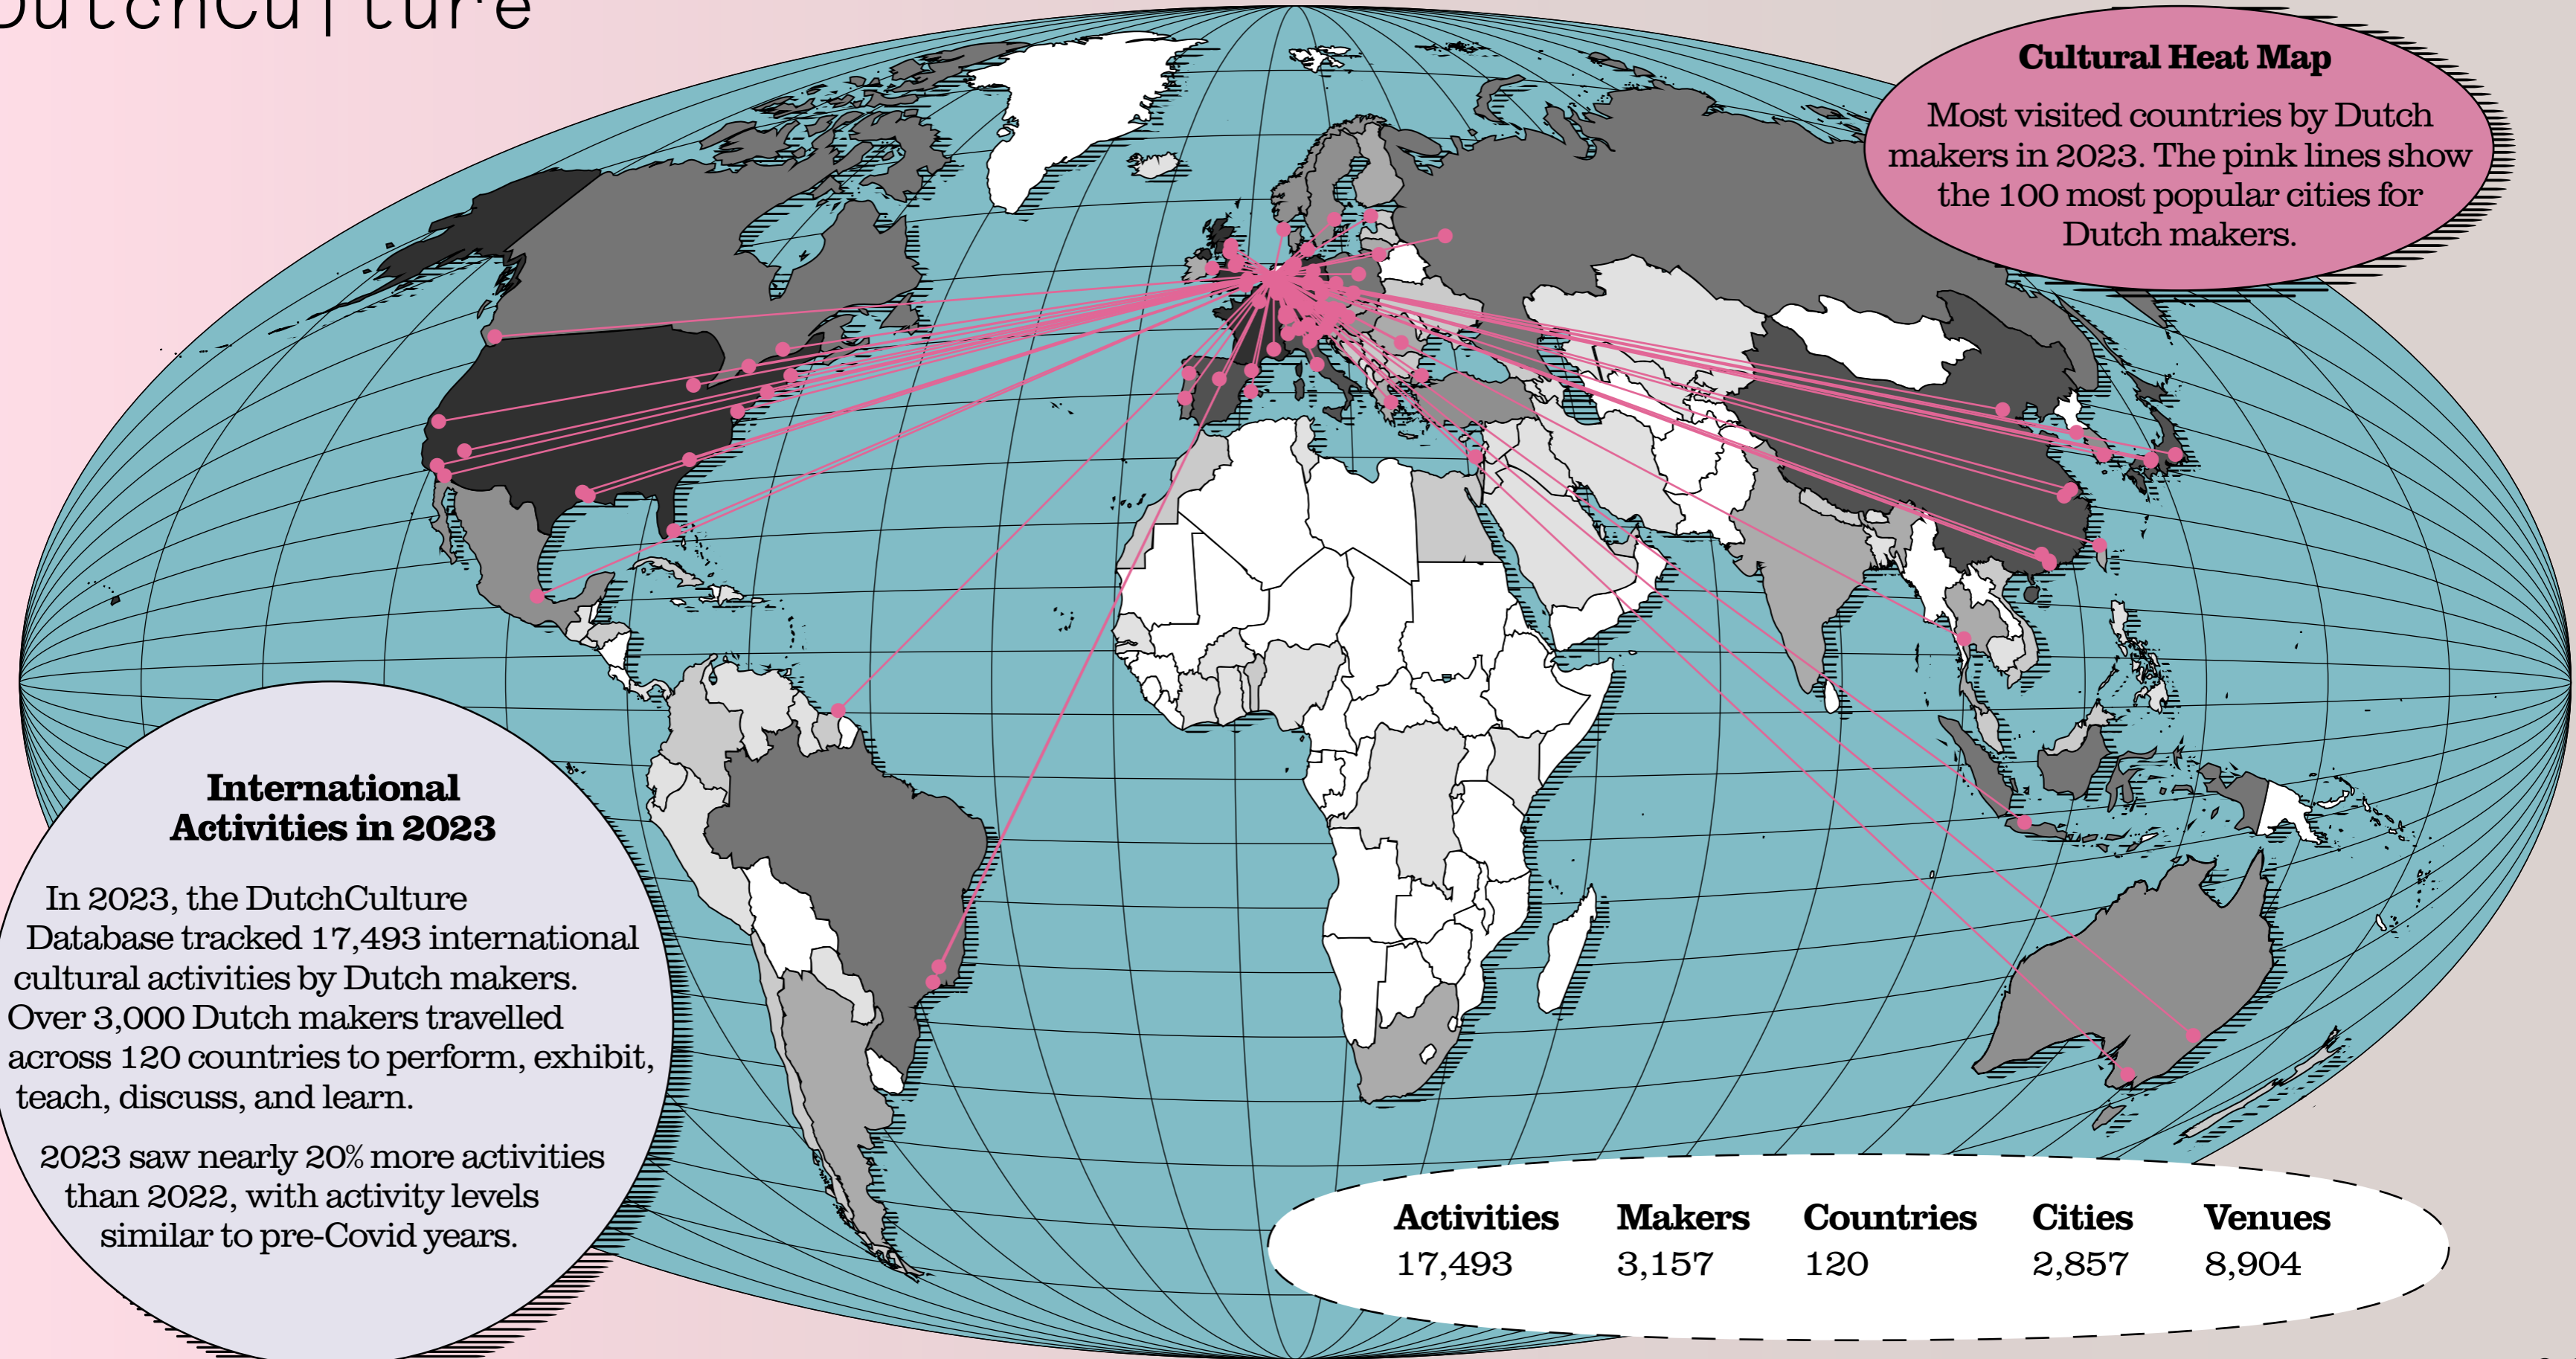 DutchCulture
Cultural Heat Map
Most visited countries by Dutch
makers in 2023. The pink lines show
the 100 most popular cities for
Dutch makers.
International
Activities in 2023
In 2023, the DutchCulture
Database tracked 17,493 international
cultural activities by Dutch makers.
Over 3,000 Dutch makers travelled
across 120 countries to perform, exhibit,
teach, discuss, and learn.
2023 saw nearly 20% more activities
than 2022, with activity levels
similar to pre-Covid years.
Activities Makers Countries Cities Venues
17,493 3,157 120 2,857 8,904